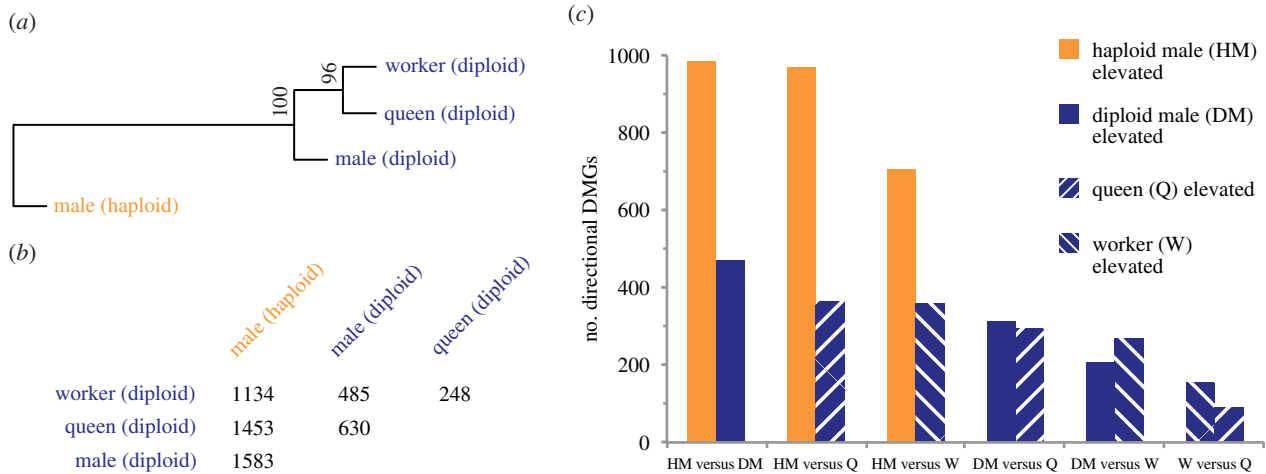 (a)
96
100
worker (diploid)
queen (diploid)
male (diploid)
male (haploid)
(b)
male (haploid)
male (diploid)
queen (diploid)
worker (diploid) 1134 485 248
queen (diploid) 1453 630
male (diploid) 1583
(c)
no. directional DMGs
1000
800
600
400
200
0
HM versus DM HM versus Q HM versus W DM versus Q DM versus W W versus Q
haploid male (HM)
elevated
diploid male (DM)
elevated
queen (Q) elevated
worker (W)
elevated